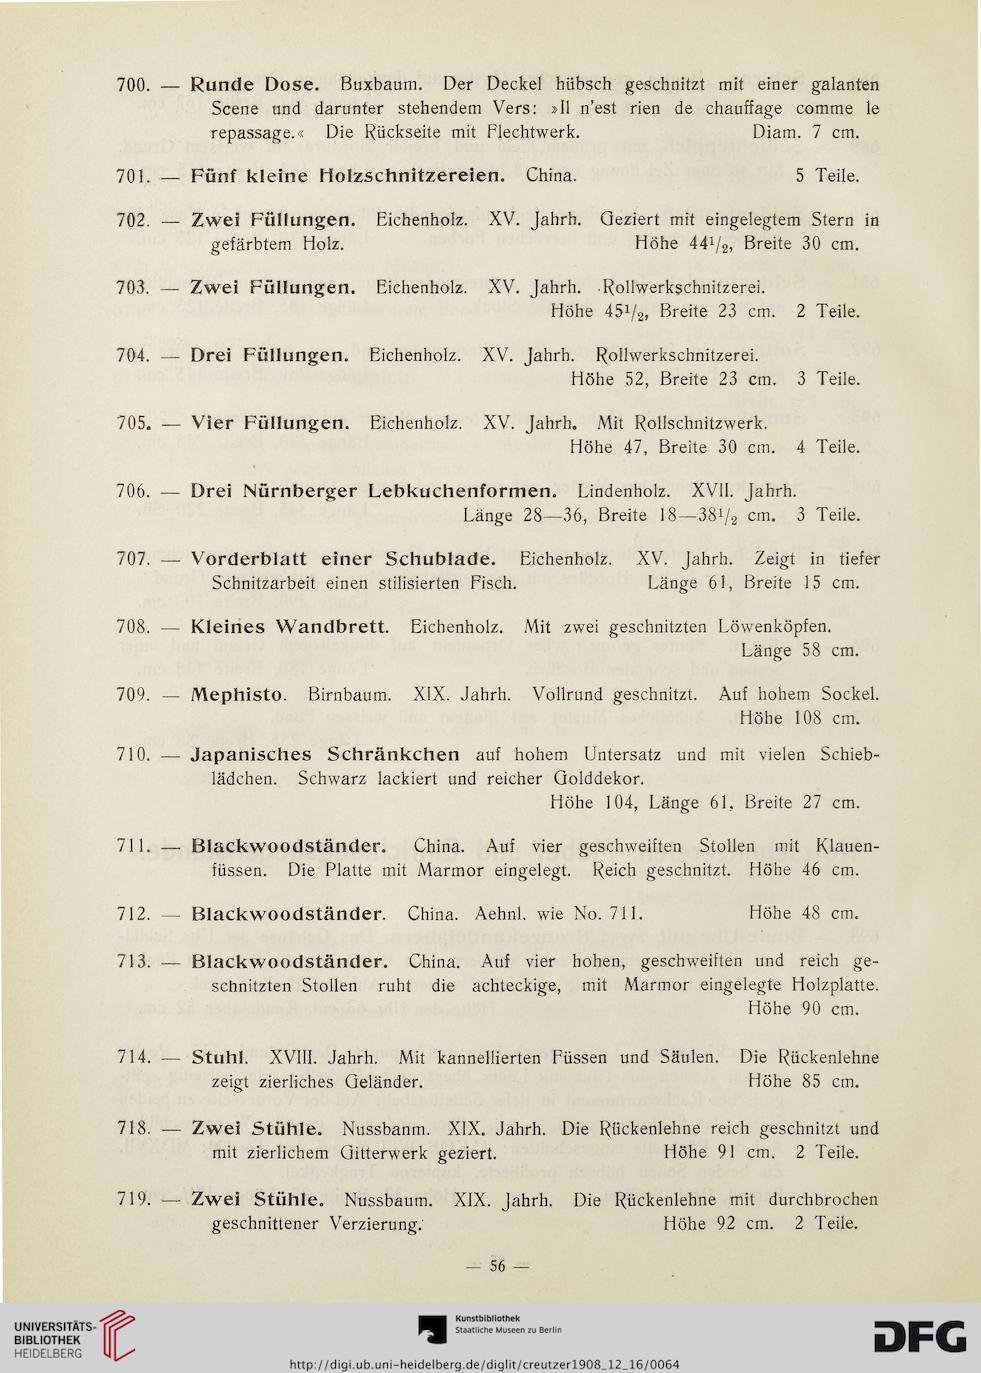 700. — Runde Dose. Buxbaum. Der Deckel hübsch geschnitzt mit einer galanten
Scene und darunter stehendem Vers: »Il n'est rien de chauffage comme le
repassage.« Die Rückseite mit Flechtwerk. Diam. 7 cm.
701. — Fünf kleine Holzschnitzereien. China. 5 Teile.
702. — Zwei Füllungen. Eichenholz. XV. Jahrh. Geziert mit eingelegtem Stern in
gefärbtem Holz. Höhe 44¹/₂, Breite 30 cm.
703. — Zwei Füllungen. Eichenholz. XV. Jahrh. Rollwerkschnitzerei.
Höhe 45¹/₂, Breite 23 cm. 2 Teile.
704. — Drei Füllungen. Eichenholz. XV. Jahrh. Rollwerkschnitzerei.
Höhe 52, Breite 23 cm. 3 Teile.
705. — Vier Füllungen. Eichenholz. XV. Jahrh. Mit Rollschnitzwerk.
Höhe 47, Breite 30 cm. 4 Teile.
706. — Drei Nürnberger Lebkuchenformen. Lindenholz. XVII. Jahrh.
Länge 28—36, Breite 18—38¹/₂ cm. 3 Teile.
707. — Vorderblatt einer Schublade. Eichenholz. XV. Jahrh. Zeigt in tiefer
Schnitzarbeit einen stilisierten Fisch. Länge 61, Breite 15 cm.
708. — Kleines Wandbrett. Eichenholz. Mit zwei geschnitzten Löwenköpfen.
Länge 58 cm.
709. — Mephisto. Birnbaum. XIX. Jahrh. Vollrund geschnitzt. Auf hohem Sockel.
Höhe 108 cm.
710. — Japanisches Schränkchen auf hohem Untersatz und mit vielen Schieb-
lädchen. Schwarz lackiert und reicher Golddekor.
Höhe 104, Länge 61, Breite 27 cm.
711. — Blackwoodständer. China. Auf vier geschweiften Stollen mit Klauen-
füssen. Die Platte mit Marmor eingelegt. Reich geschnitzt. Höhe 46 cm.
712. — Blackwoodständer. China. Aehnl. wie No. 711. Höhe 48 cm.
713. — Blackwoodständer. China. Auf vier hohen, geschweiften und reich ge-
schnitzten Stollen ruht die achteckige, mit Marmor eingelegte Holzplatte.
Höhe 90 cm.
714. — Stuhl. XVIII. Jahrh. Mit kannellierten Füssen und Säulen. Die Rückenlehne
zeigt zierliches Geländer. Höhe 85 cm.
718. — Zwei Stühle. Nussbanm. XIX. Jahrh. Die Rückenlehne reich geschnitzt und
mit zierlichem Gitterwerk geziert. Höhe 91 cm. 2 Teile.
719. — Zwei Stühle. Nussbaum. XIX. Jahrh. Die Rückenlehne mit durchbrochen
geschnittener Verzierung. Höhe 92 cm. 2 Teile.
— 56 —
UNIVERSITÄTS-
BIBLIOTHEK
HEIDELBERG
Kunstbibliothek
Staatliche Museen zu Berlin
DFG
http://digi.ub.uni-heidelberg.de/diglit/creutzer1908_12_16/0064